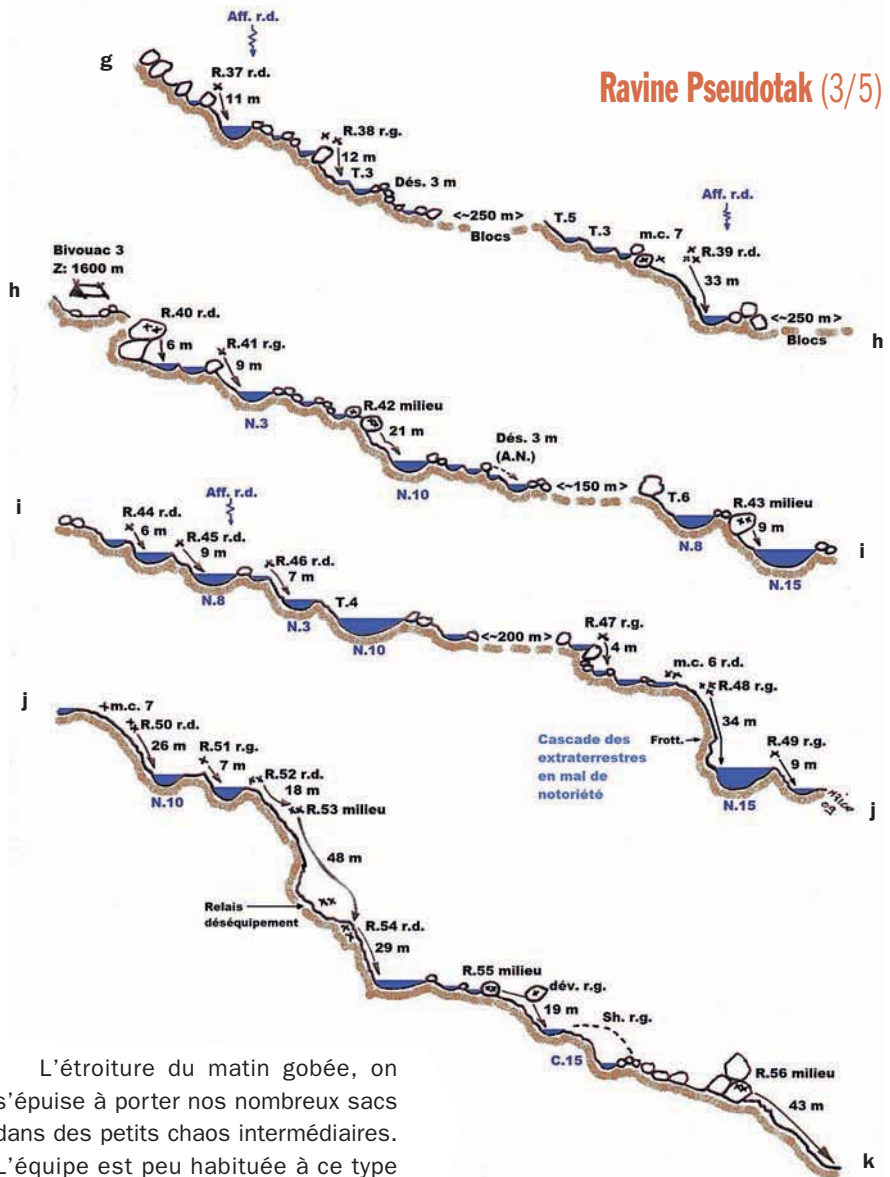 Ravine Pseudotak (3/5)
g
Aff. r.d.
R.37 r.d.
11 m
R.38 r.g.
12 m
T.3
Dés. 3 m
<~250 m>
Blocs
T.5
T.3
m.c. 7
Aff. r.d.
R.39 r.d.
33 m
<~250 m>
Blocs
h
h
Bivouac 3
Z: 1600 m
R.40 r.d.
6 m
R.41 r.g.
9 m
N.3
R.42 milieu
21 m
N.10
Dés. 3 m
(A.N.)
<~150 m>
T.6
N.8
R.43 milieu
9 m
N.15
i
i
R.44 r.d.
6 m
Aff. r.d.
R.45 r.d.
9 m
N.8
R.46 r.d.
7 m
N.3
T.4
N.10
<~200 m>
R.47 r.g.
4 m
m.c. 6 r.d.
R.48 r.g.
34 m
Frott.
Cascade des
extraterrestres
en mal de
notoriété
N.15
R.49 r.g.
9 m
j
j
m.c. 7
R.50 r.d.
26 m
N.10
R.51 r.g.
7 m
R.52 r.d.
18 m
R.53 milieu
48 m
Relais
déséquipement
R.54 r.d.
29 m
R.55 milieu
dév. r.g.
19 m
C.15
Sh. r.g.
R.56 milieu
43 m
k
L'étroiture du matin gobée, on
s'épuise à porter nos nombreux sacs
dans des petits chaos intermédiaires.
L'équipe est peu habituée à ce type